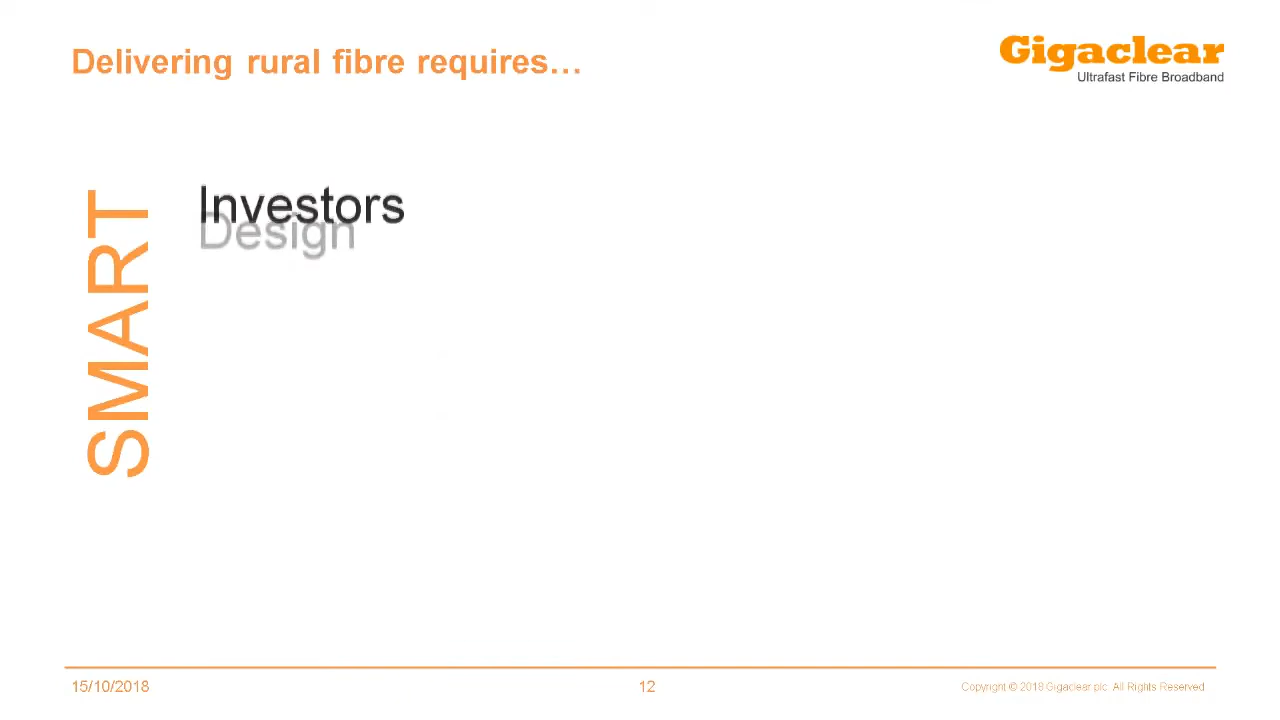 Delivering rural fibre requires…
Gigaclear
Ultrafast Fibre Broadband
SMART
Investors
Design
15/10/2018
12
Copyright © 2018 Gigaclear plc. All Rights Reserved